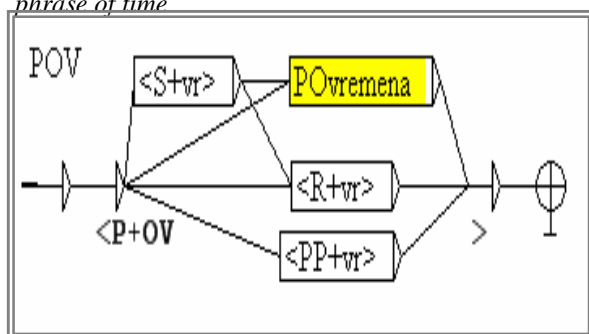 phrase of time
POV
<S+vr>
POvremena
<R+vr>
<P+OV
>
<PP+vr>